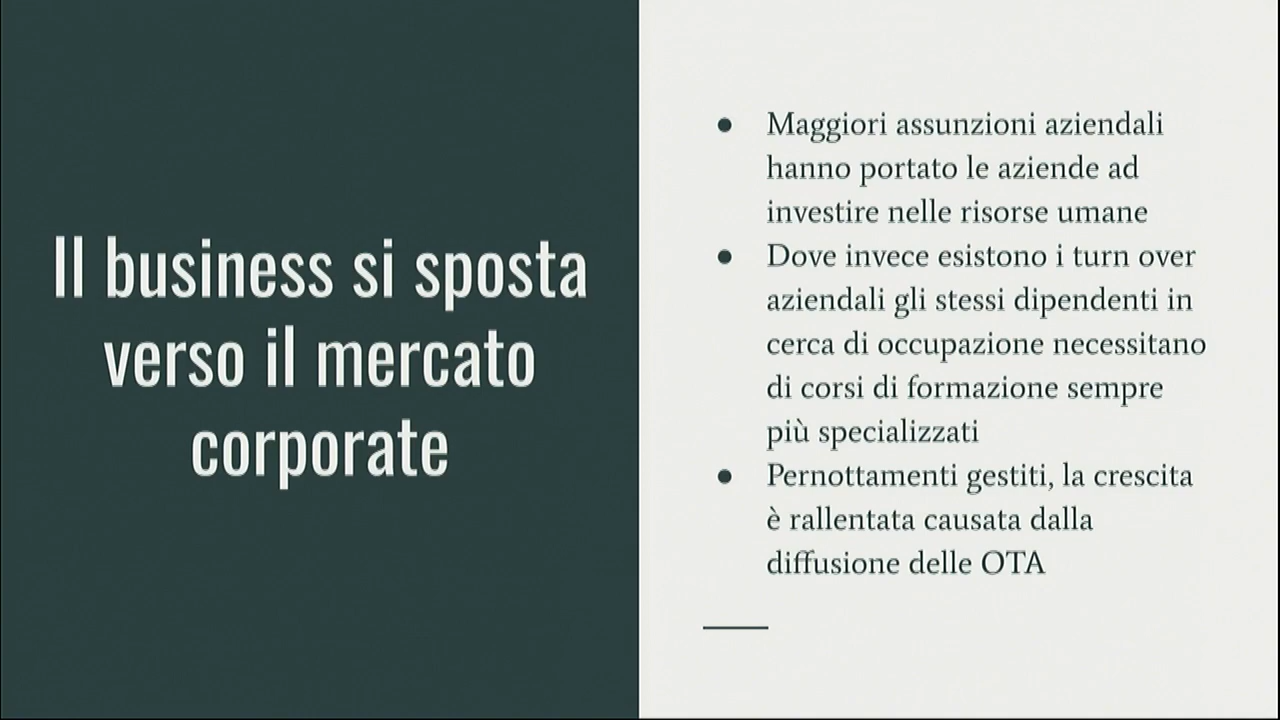 Il business si sposta
verso il mercato
corporate
● Maggiori assunzioni aziendali
hanno portato le aziende ad
investire nelle risorse umane
● Dove invece esistono i turn over
aziendali gli stessi dipendenti in
cerca di occupazione necessitano
di corsi di formazione sempre
più specializzati
● Pernottamenti gestiti, la crescita
è rallentata causata dalla
diffusione delle OTA